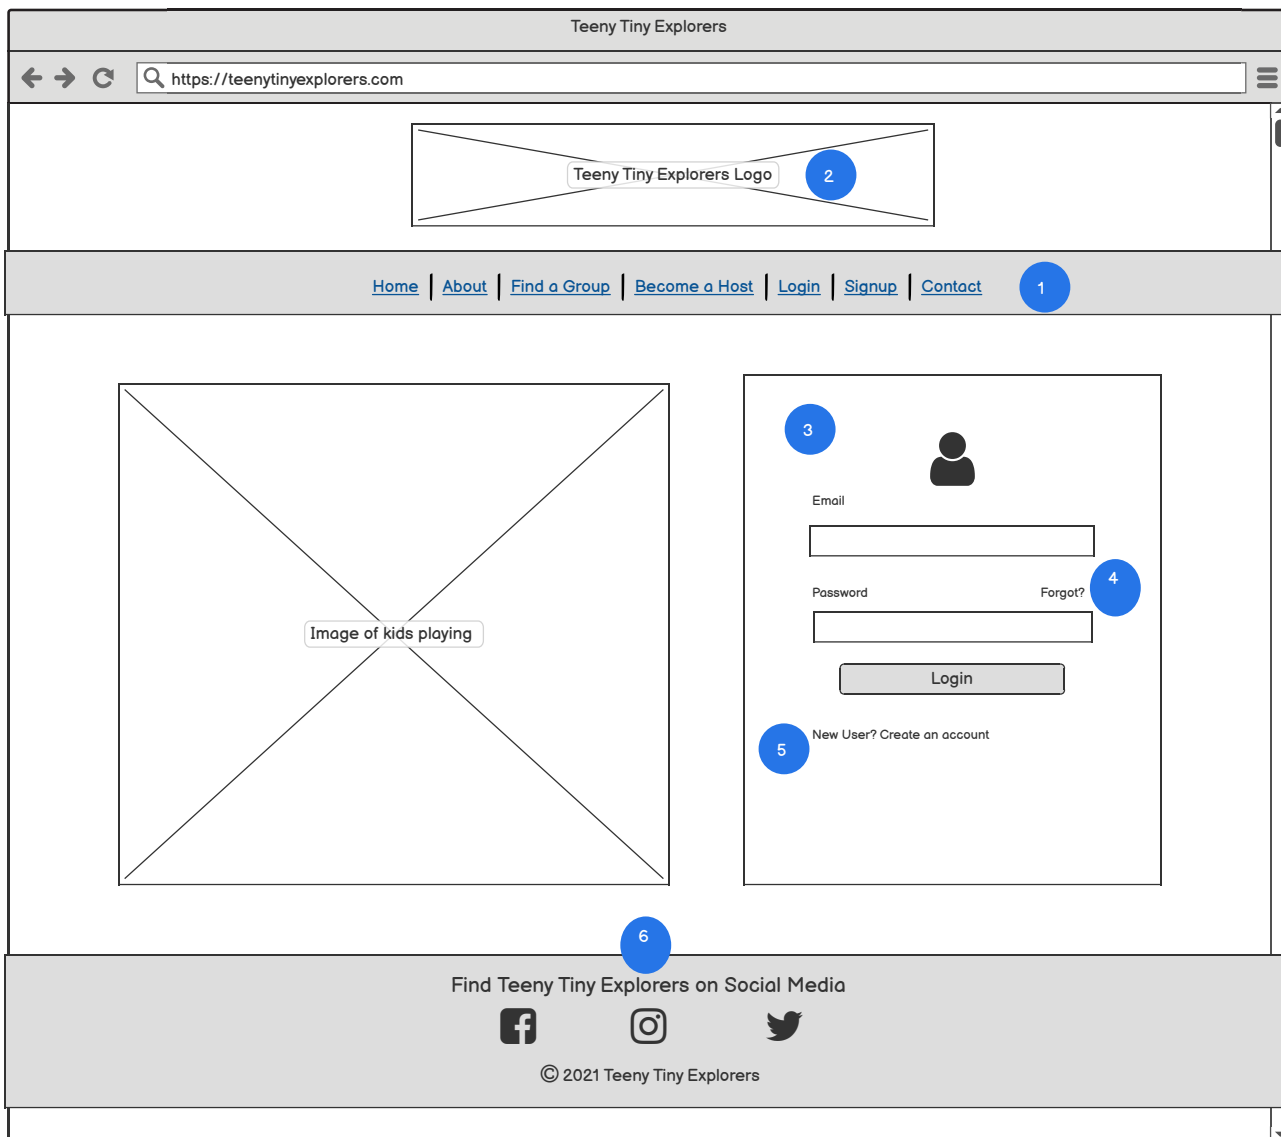 Teeny Tiny Explorers
https://teenytinyexplorers.com
Teeny Tiny Explorers Logo 2
Home About Find a Group Become a Host Login Signup Contact 1
3
Email
4
Password Forgot?
Image of kids playing
Login
5 New User? Create an account
6
Find Teeny Tiny Explorers on Social Media
© 2021 Teeny Tiny Explorers